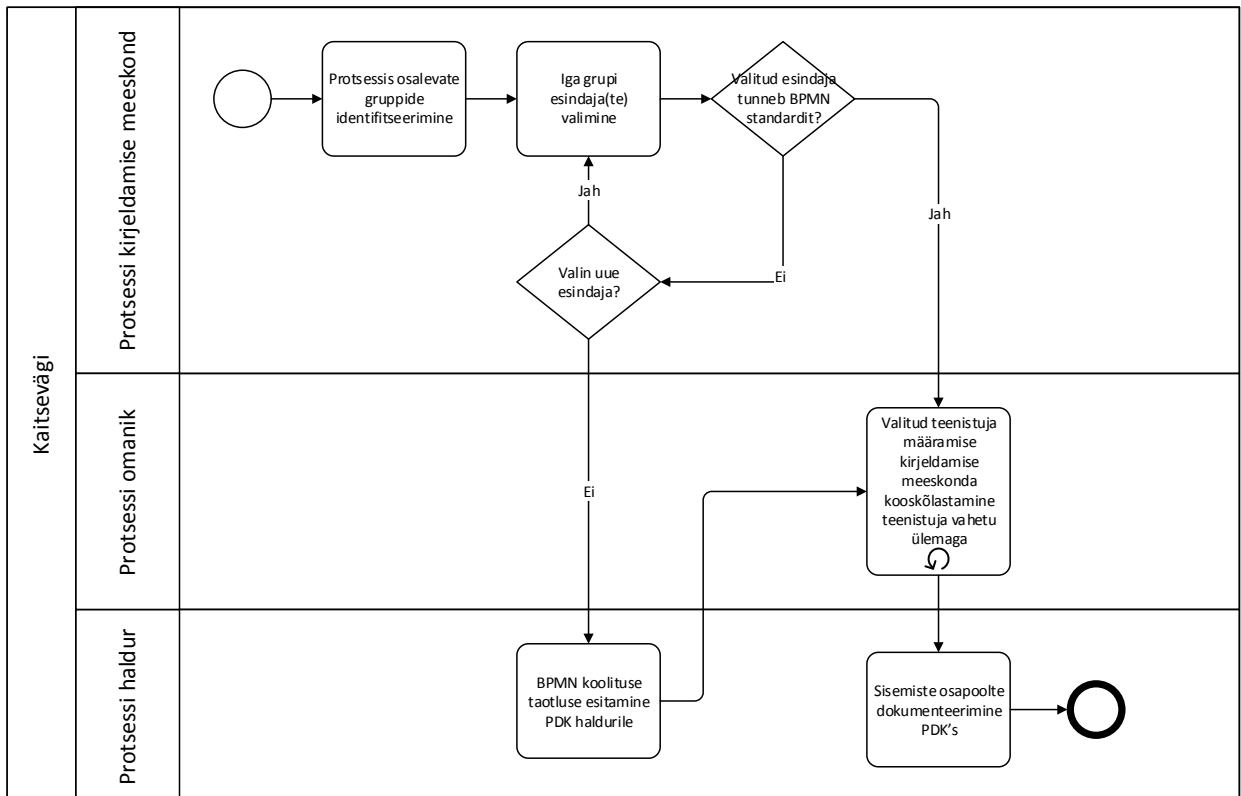 Kaitsevägi
Protsessi kirjeldamise meeskond
Protsessis osalevate
gruppide
identifitseerimine
Iga grupi
esindaja(te)
valimine
Valitud esindaja
tunneb BPMN
standardit?
Jah
Jah
Valin uue
esindaja?
Ei
Protsessi omanik
Ei
Valitud teenistuja
määramise
kirjeldamise
meeskonda
kooskõlastamine
teenistuja vahetu
ülemaga
Protsessi haldur
BPMN koolituse
taotluse esitamine
PDK haldurile
Sisemiste osapoolte
dokumenteerimine
PDK's